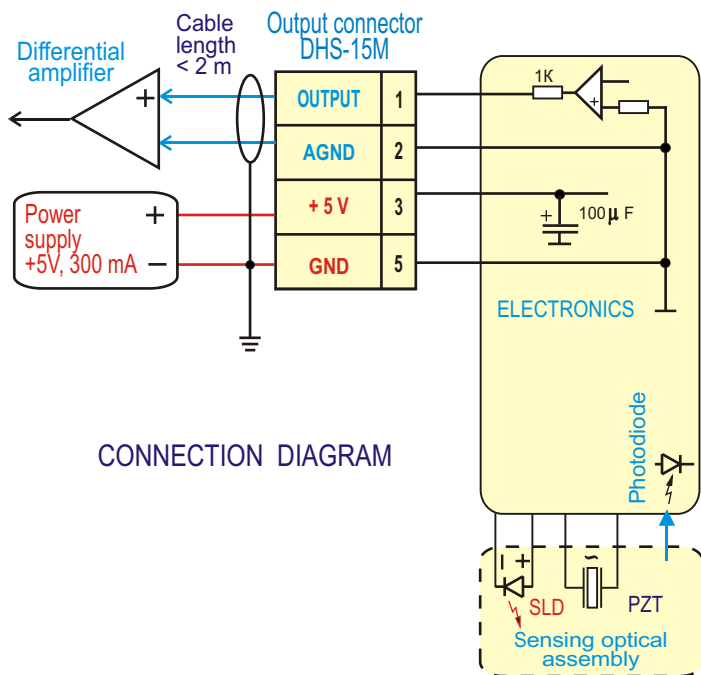 Differential
amplifier
Cable
length
< 2 m
Output connector
DHS-15M
+
OUTPUT 1
AGND 2
+ 5 V 3
GND 5
Power
supply
+5V, 300 mA
+
−
1K
+
+
100 μ F
ELECTRONICS
CONNECTION DIAGRAM
Photodiode
− +
~
SLD
PZT
Sensing optical
assembly